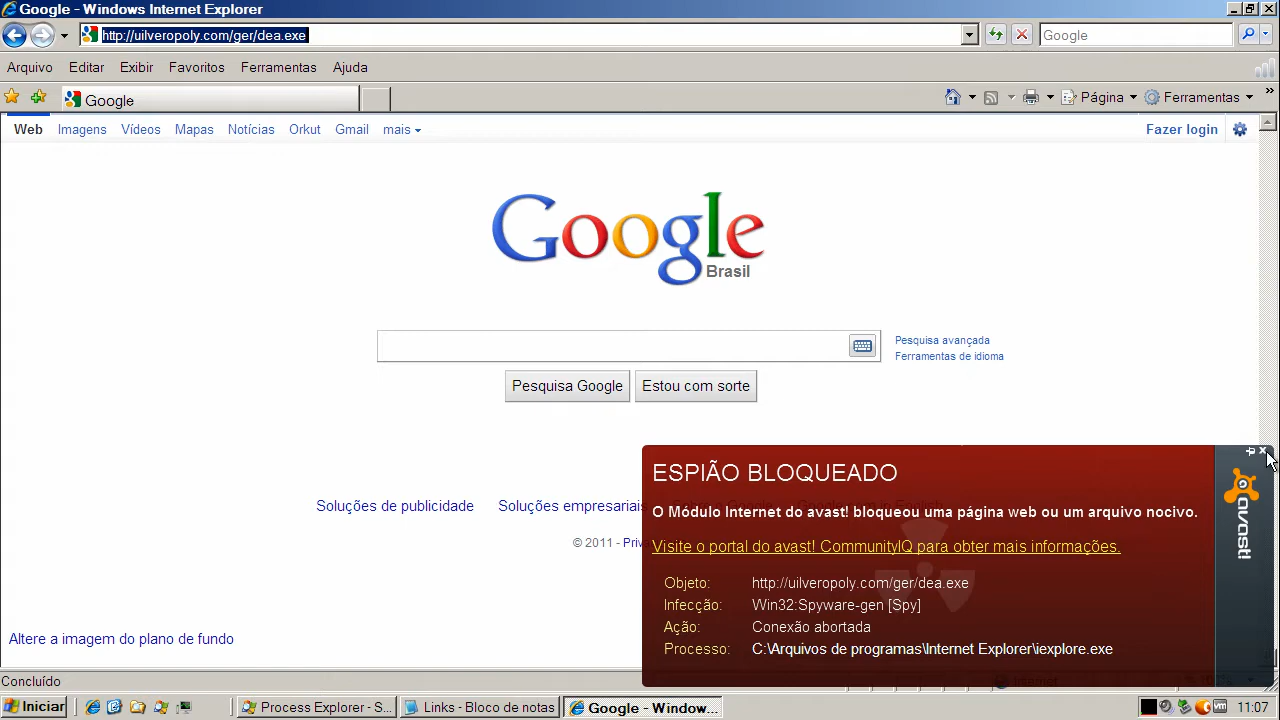 Google - Windows Internet Explorer
http://uilveropoly.com/ger/dea.exe
Google
Arquivo Editar Exibir Favoritos Ferramentas Ajuda
Google
Página Ferramentas
Web Imagens Vídeos Mapas Notícias Orkut Gmail mais Fazer login
Google
Brasil
Pesquisa avançada
Ferramentas de idioma
Pesquisa Google Estou com sorte
ESPIÃO BLOQUEADO
Soluções de publicidade Soluções empresariais
O Módulo Internet do avast! bloqueou uma página web ou um arquivo nocivo.
© 2011 - Priv
Visite o portal do avast! CommunityIQ para obter mais informações.
Objeto: http://uilveropoly.com/ger/dea.exe
Infecção: Win32:Spyware-gen [Spy]
Ação: Conexão abortada
Processo: C:\Arquivos de programas\Internet Explorer\iexplore.exe
avast!
Altere a imagem do plano de fundo
Concluído Internet
Iniciar Process Explorer - S... Links - Bloco de notas Google - Window... 11:07